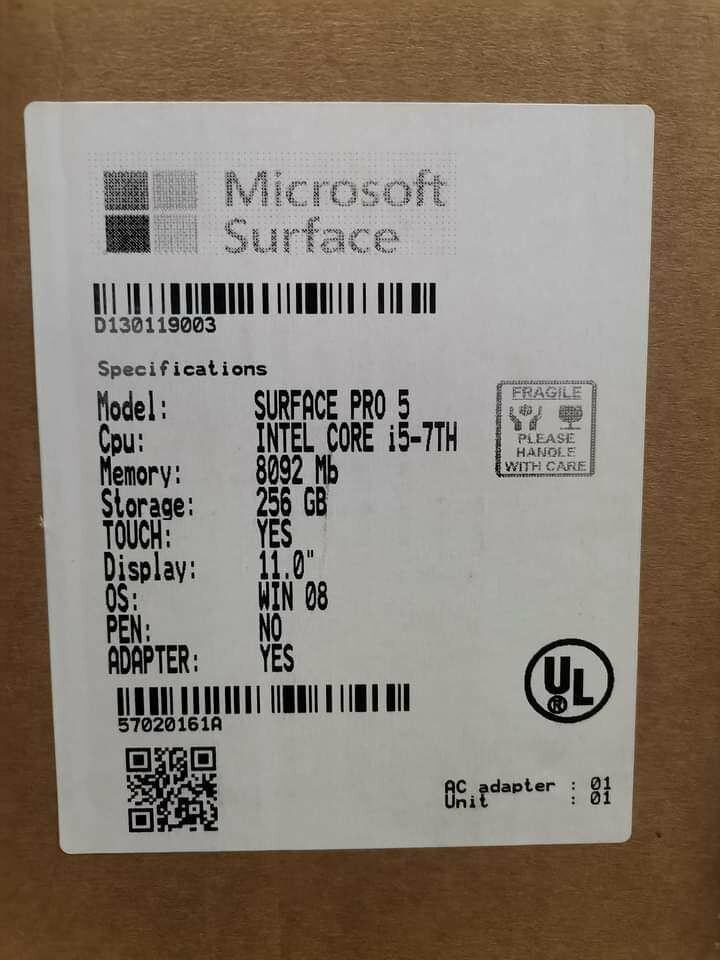 Microsoft
Surface
D130119003
Specifications
Model: SURFACE PRO 5
Cpu: INTEL CORE i5-7TH
Memory: 8092 Mb
Storage: 256 GB
TOUCH: YES
Display: 11.0"
OS: WIN 08
PEN: NO
ADAPTER: YES
FRAGILE
PLEASE
HANDLE
WITH CARE
57020161A
UL
®
AC adapter : 01
Unit : 01